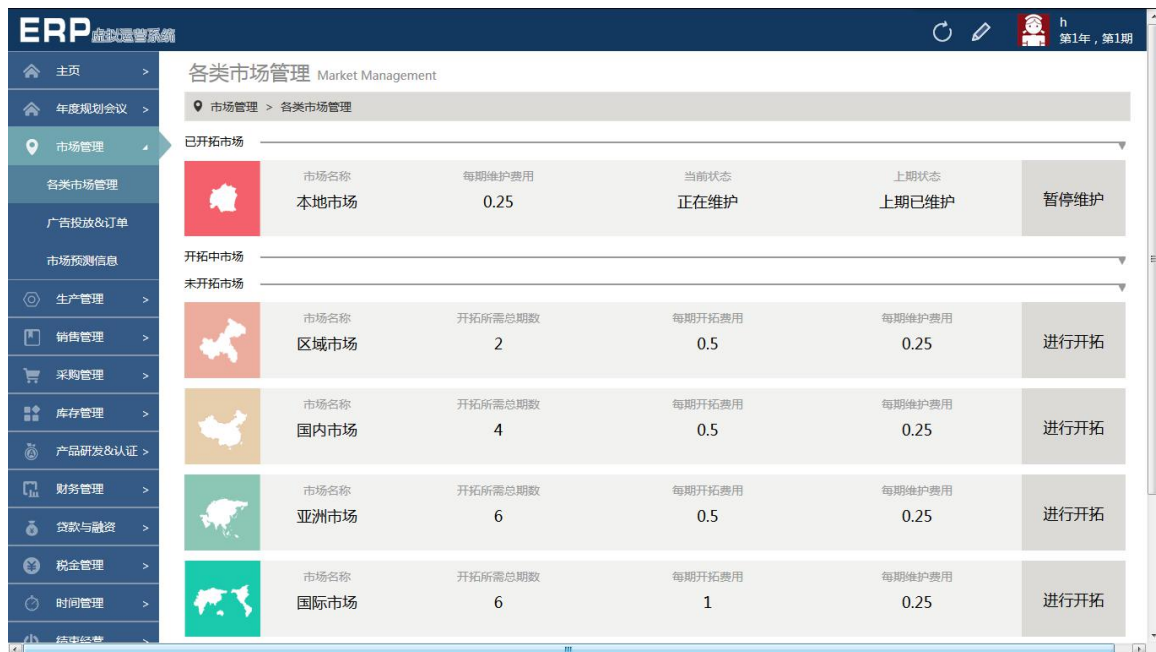 ERP虚拟运营系统
h
第1年，第1期
主页 >
年度规划会议 >
市场管理
各类市场管理
广告投放&订单
市场预测信息
生产管理 >
销售管理 >
采购管理 >
库存管理 >
产品研发&认证 >
财务管理 >
贷款与融资 >
税金管理 >
时间管理 >
结束经营 >
各类市场管理 Market Management
市场管理 > 各类市场管理
已开拓市场
市场名称 每期维护费用 当前状态 上期状态
本地市场 0.25 正在维护 上期已维护 暂停维护
开拓中市场
未开拓市场
市场名称 开拓所需总期数 每期开拓费用 每期维护费用
区域市场 2 0.5 0.25 进行开拓
市场名称 开拓所需总期数 每期开拓费用 每期维护费用
国内市场 4 0.5 0.25 进行开拓
市场名称 开拓所需总期数 每期开拓费用 每期维护费用
亚洲市场 6 0.5 0.25 进行开拓
市场名称 开拓所需总期数 每期开拓费用 每期维护费用
国际市场 6 1 0.25 进行开拓